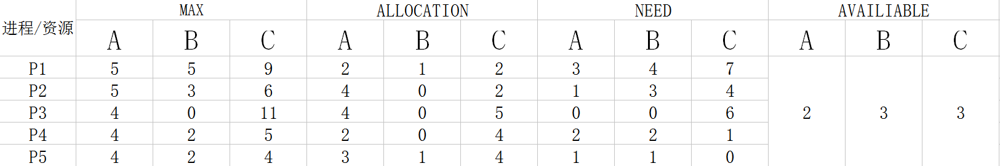 MAX ALLOCATION NEED AVAILIABLE
进程/资源 A B C A B C A B C A B C
P1 5 5 9 2 1 2 3 4 7
P2 5 3 6 4 0 2 1 3 4
P3 4 0 11 4 0 5 0 0 6 2 3 3
P4 4 2 5 2 0 4 2 2 1
P5 4 2 4 3 1 4 1 1 0